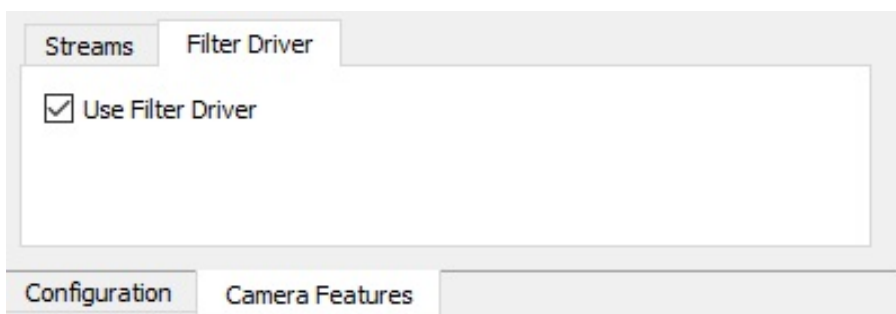 Streams Filter Driver
Use Filter Driver
Configuration Camera Features